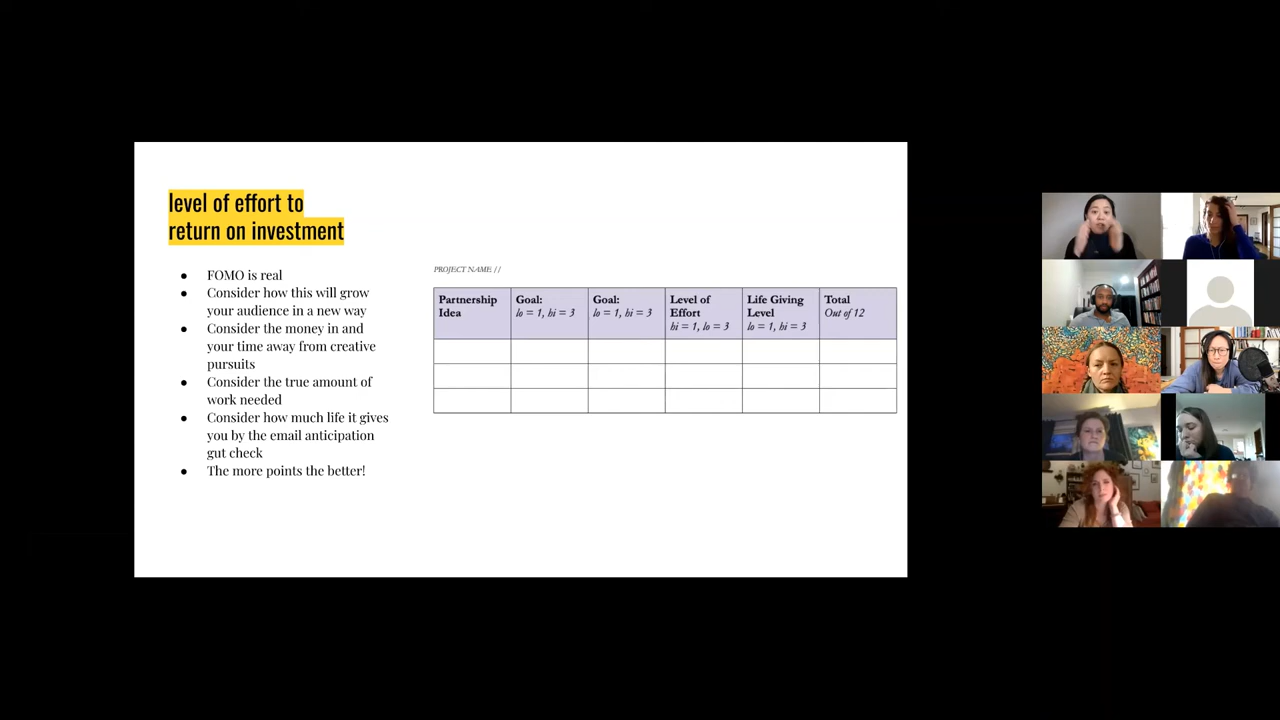 level of effort to
return on investment
● FOMO is real
● Consider how this will grow
your audience in a new way
● Consider the money in and
your time away from creative
pursuits
● Consider the true amount of
work needed
● Consider how much life it gives
you by the email anticipation
gut check
● The more points the better!
PROJECT NAME //
Partnership Idea
Goal: lo = 1, hi = 3
Goal: lo = 1, hi = 3
Level of Effort hi = 1, lo = 3
Life Giving Level lo = 1, hi = 3
Total Out of 12